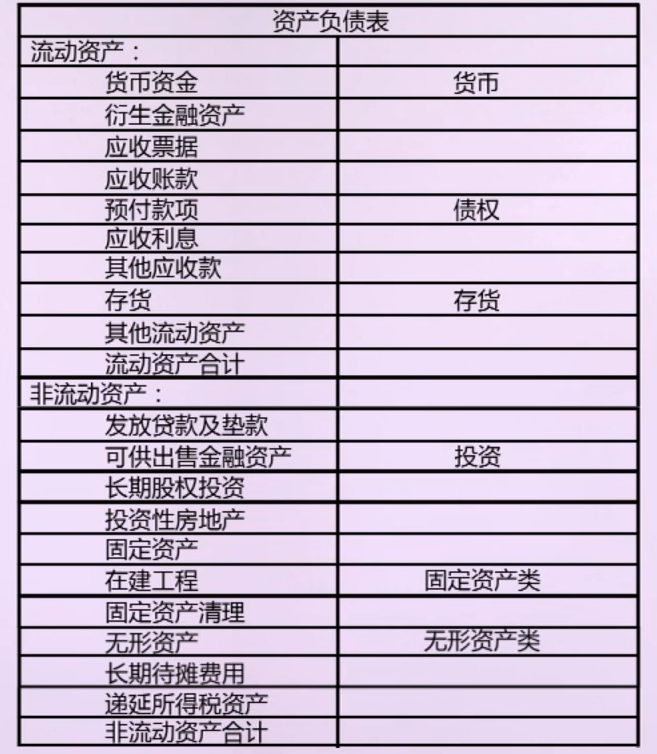 资产负债表
流动资产：
货币资金 货币
衍生金融资产
应收票据
应收账款
预付款项 债权
应收利息
其他应收款
存货 存货
其他流动资产
流动资产合计
非流动资产：
发放贷款及垫款
可供出售金融资产 投资
长期股权投资
投资性房地产
固定资产
在建工程 固定资产类
固定资产清理
无形资产 无形资产类
长期待摊费用
递延所得税资产
非流动资产合计